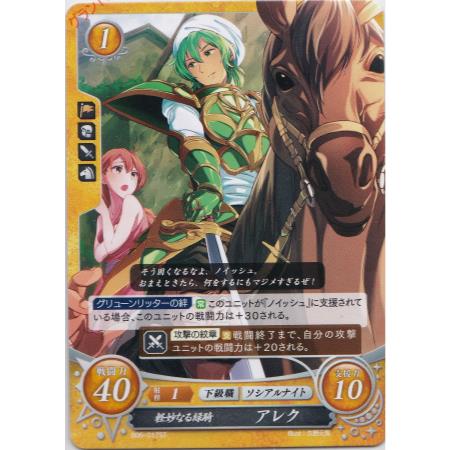 1
そう固くなるなよ、ノイッシュ。
おまえときたら、何をするにもマジメすぎるぜ!
グリューンリッターの絆 常 このユニットが「ノイッシュ」に支援されて
いる場合、このユニットの戦闘力は+30される。
攻撃の紋章 戦闘終了まで、自分の攻撃
ユニットの戦闘力は+20される。
戦闘力
40
射程 1 下級職 ソシアルナイト
支援力
10
軽妙なる緑騎 アレク